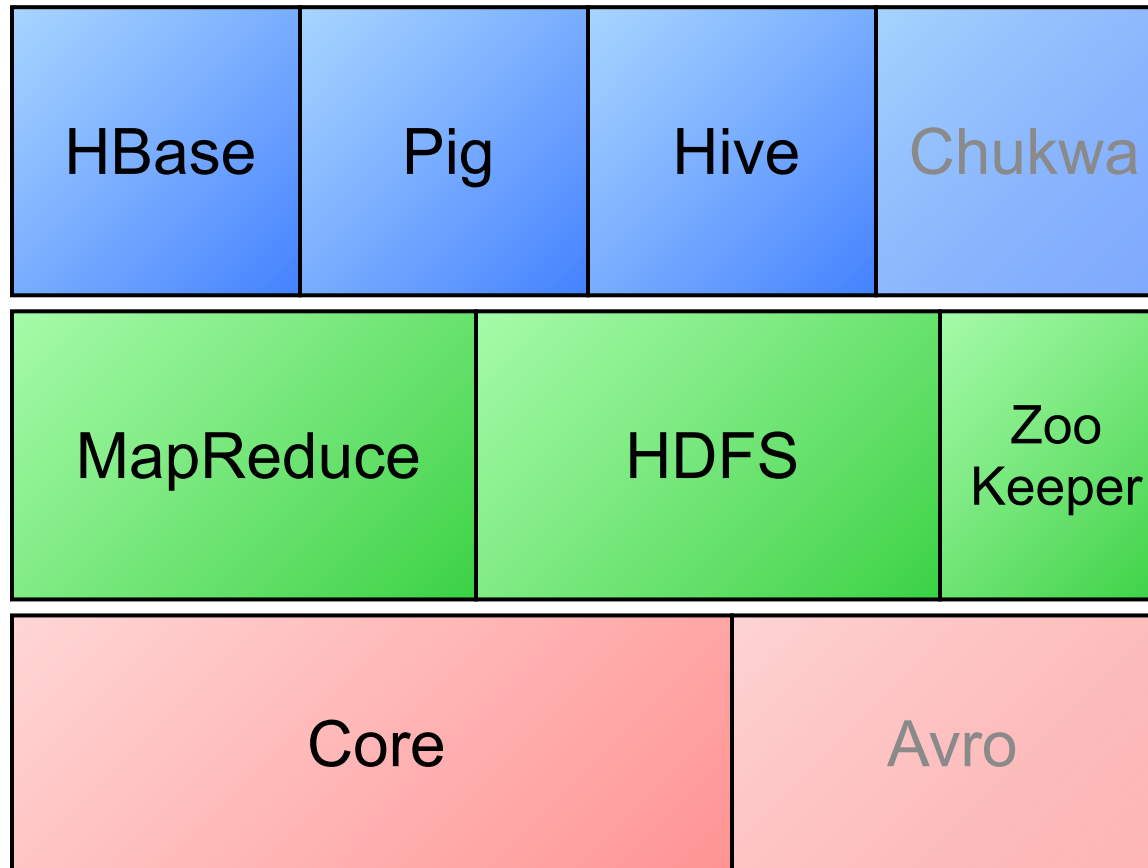 HBase
Pig
Hive
Chukwa
MapReduce
HDFS
Zoo
Keeper
Core
Avro